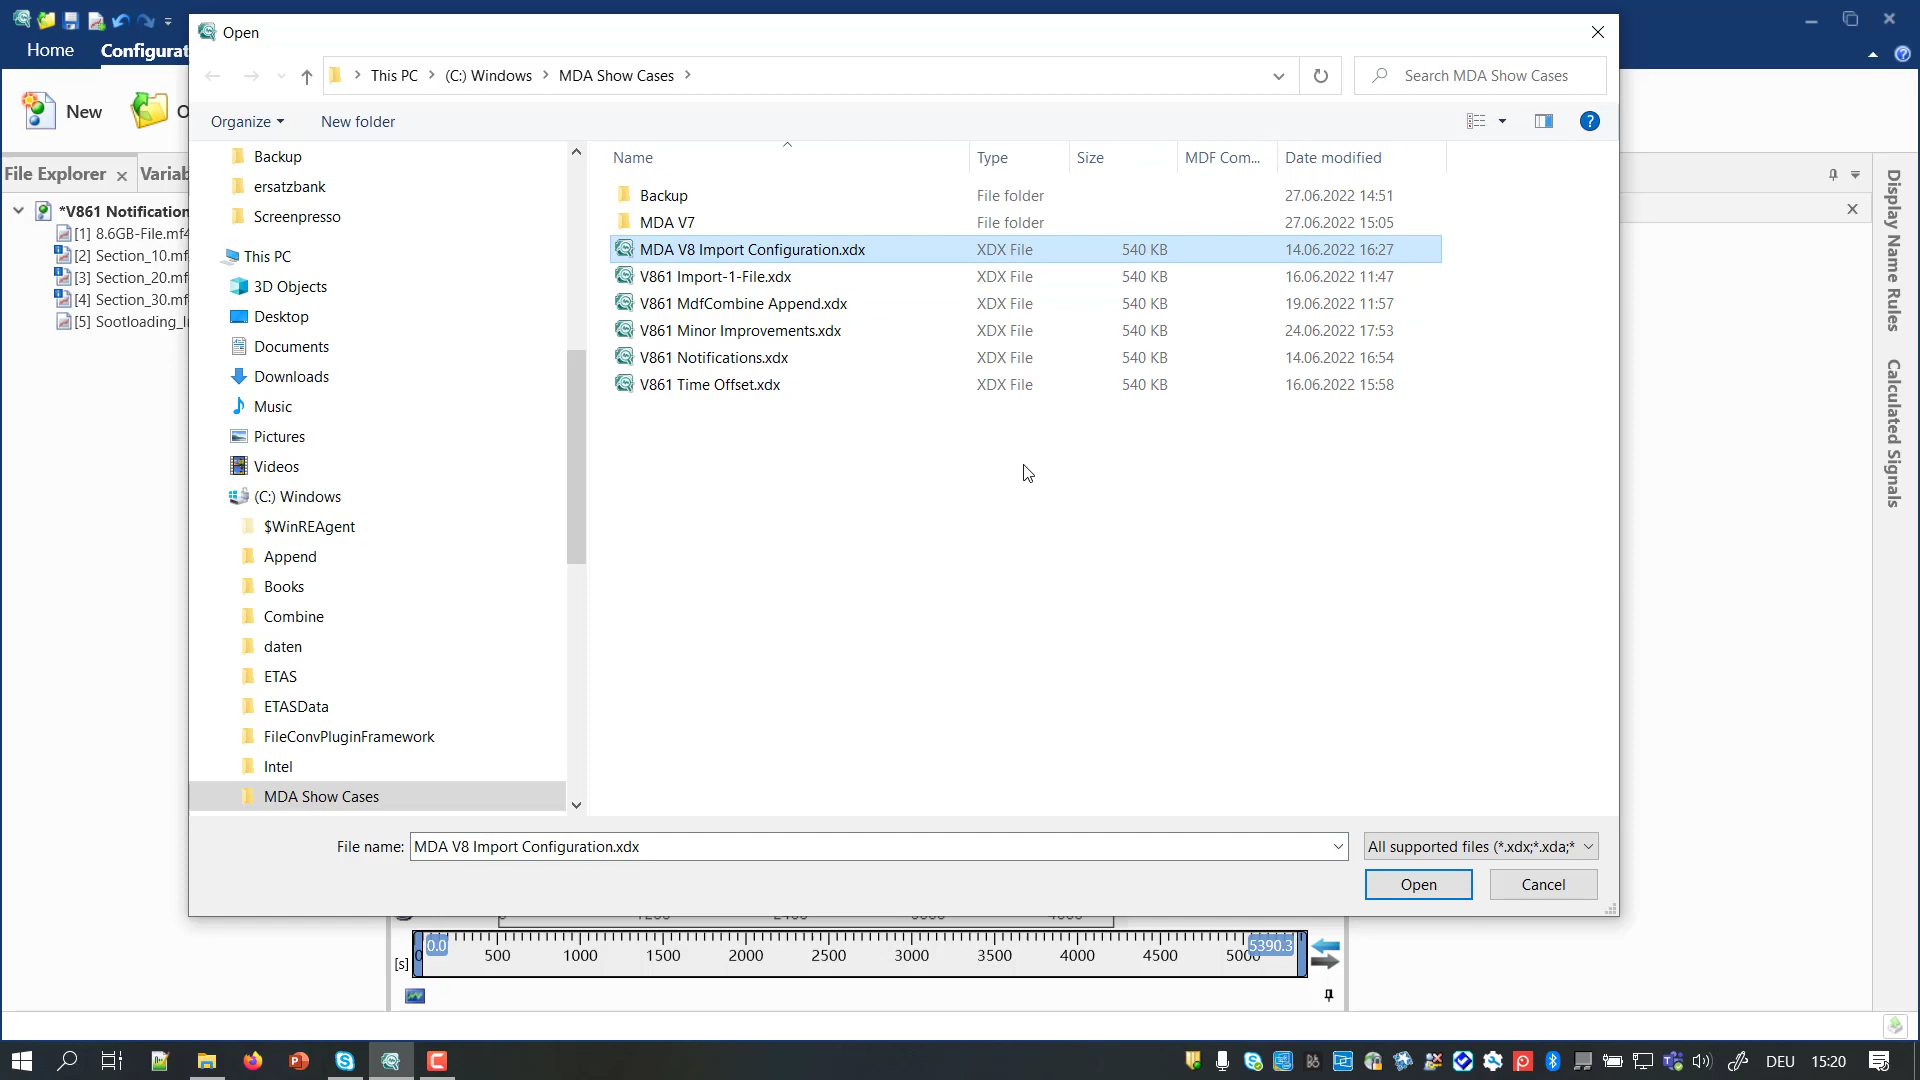 Open
Home
Configurat
This PC
(C:) Windows
MDA Show Cases
Search MDA Show Cases
New
O
Organize
New folder
File Explorer
Variab
*V861 Notification
[1] 8.6GB-File.mf4
[2] Section_10.mf
[3] Section_20.mf
[4] Section_30.mf
[5] Sootloading_I
Backup
ersatzbank
Screenpresso
This PC
3D Objects
Desktop
Documents
Downloads
Music
Pictures
Videos
(C:) Windows
$WinREAgent
Append
Books
Combine
daten
ETAS
ETASData
FileConvPluginFramework
Intel
MDA Show Cases
Name Type Size MDF Com... Date modified
Backup File folder 27.06.2022 14:51
MDA V7 File folder 27.06.2022 15:05
MDA V8 Import Configuration.xdx XDX File 540 KB 14.06.2022 16:27
V861 Import-1-File.xdx XDX File 540 KB 16.06.2022 11:47
V861 MdfCombine Append.xdx XDX File 540 KB 19.06.2022 11:57
V861 Minor Improvements.xdx XDX File 540 KB 24.06.2022 17:53
V861 Notifications.xdx XDX File 540 KB 14.06.2022 16:54
V861 Time Offset.xdx XDX File 540 KB 16.06.2022 15:58
Display Name Rules
Calculated Signals
File name: MDA V8 Import Configuration.xdx
All supported files (*.xdx;*.xda;*
Open
Cancel
0.0
5390.3
[s] 0 500 1000 1500 2000 2500 3000 3500 4000 4500 5000
DEU 15:20